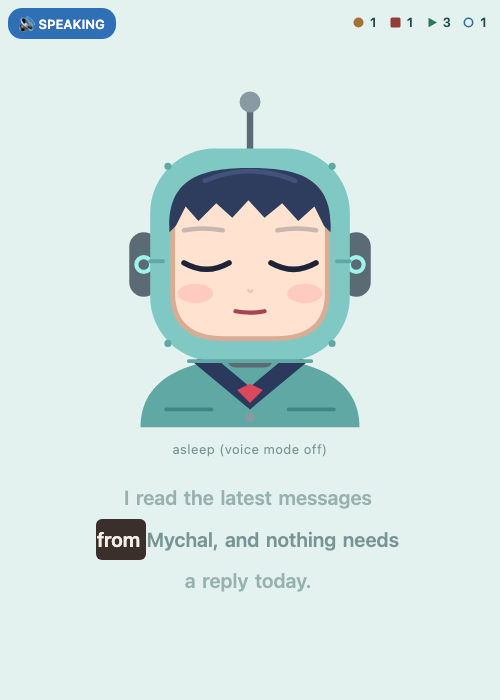 SPEAKING
1 1 3 1
asleep (voice mode off)
I read the latest messages
from Mychal, and nothing needs
a reply today.